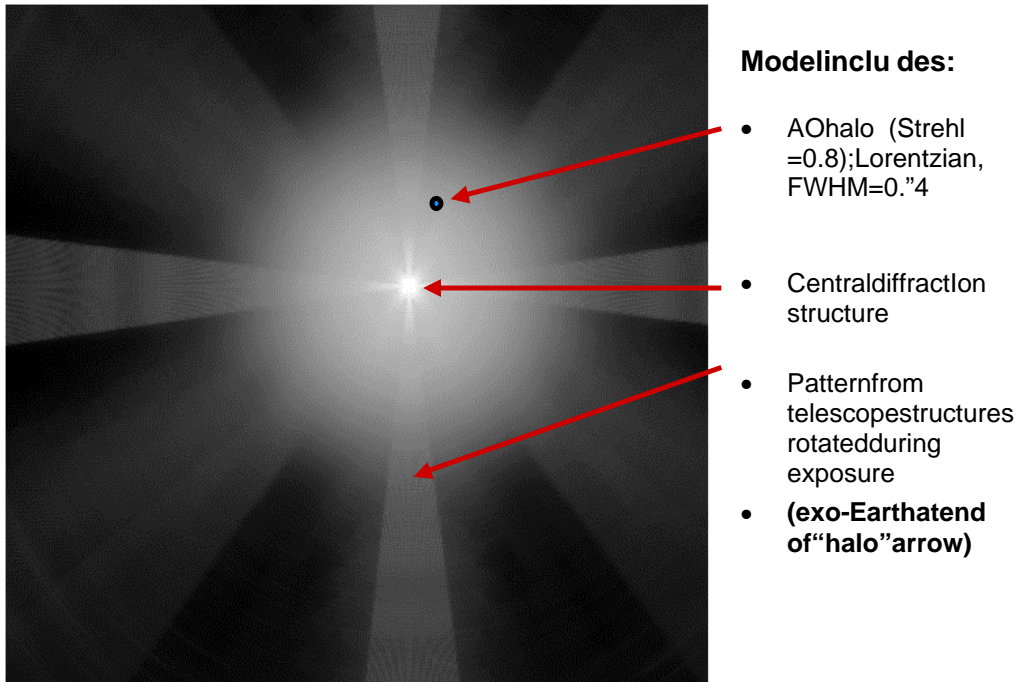 Modelinclu des:
• AOhalo (Strehl
=0.8);Lorentzian,
FWHM=0.”4
• CentraldiffractIon
structure
• Patternfrom
telescopestructures
rotatedduring
exposure
• (exo-Earthatend
of“halo”arrow)